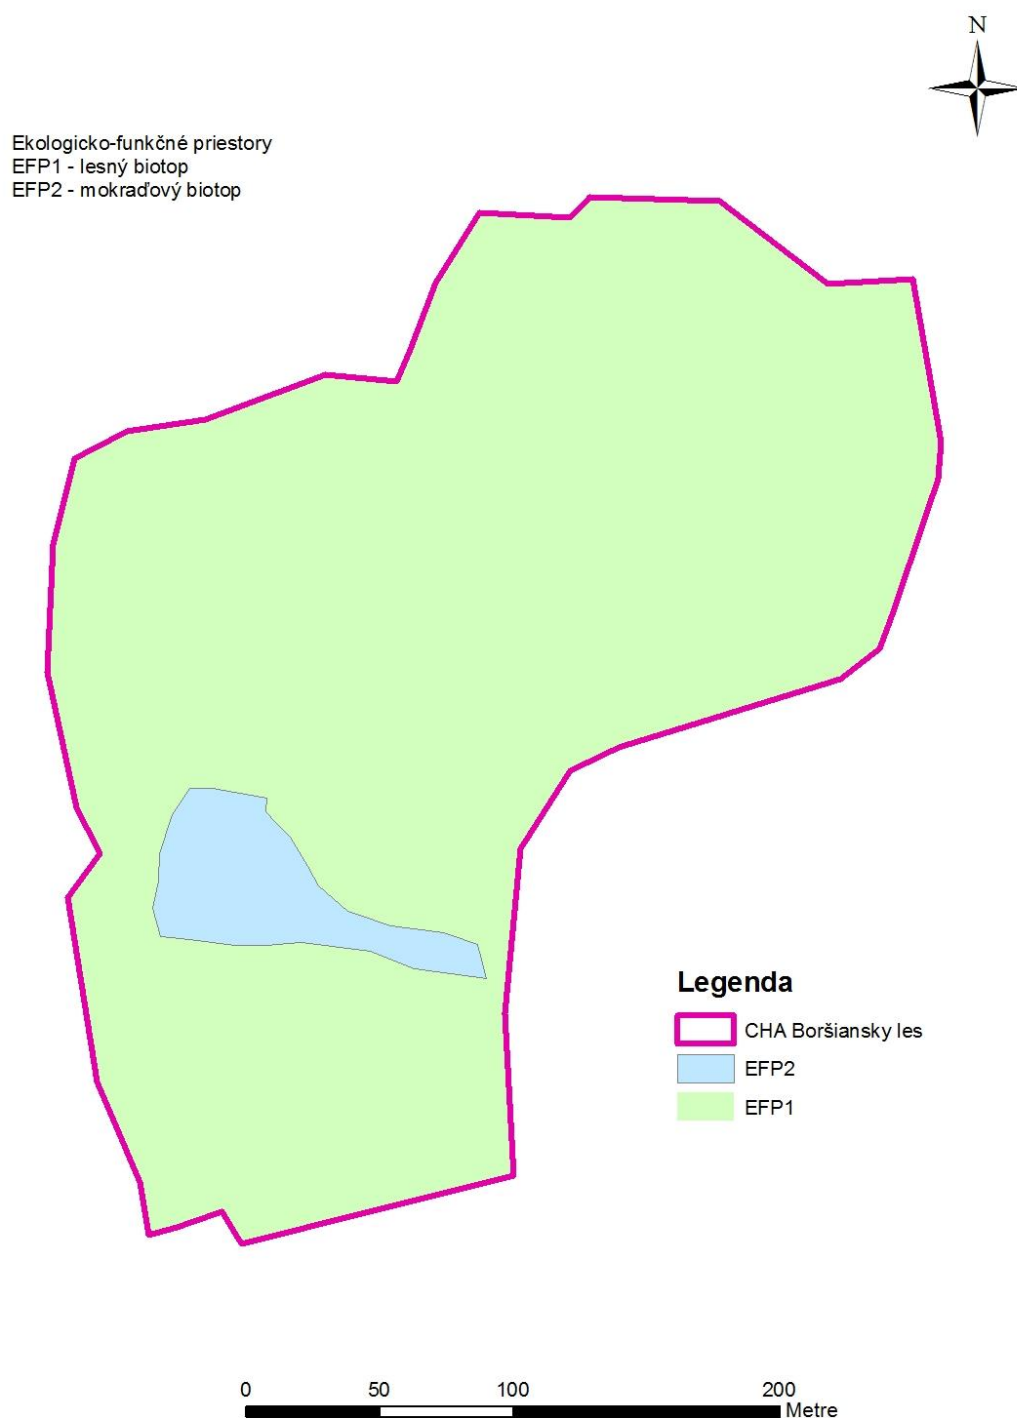 N
Ekologicko-funkčné priestory
EFP1 - lesný biotop
EFP2 - mokraďový biotop
Legenda
CHA Boršiansky les
EFP2
EFP1
0 50 100 200
Metre